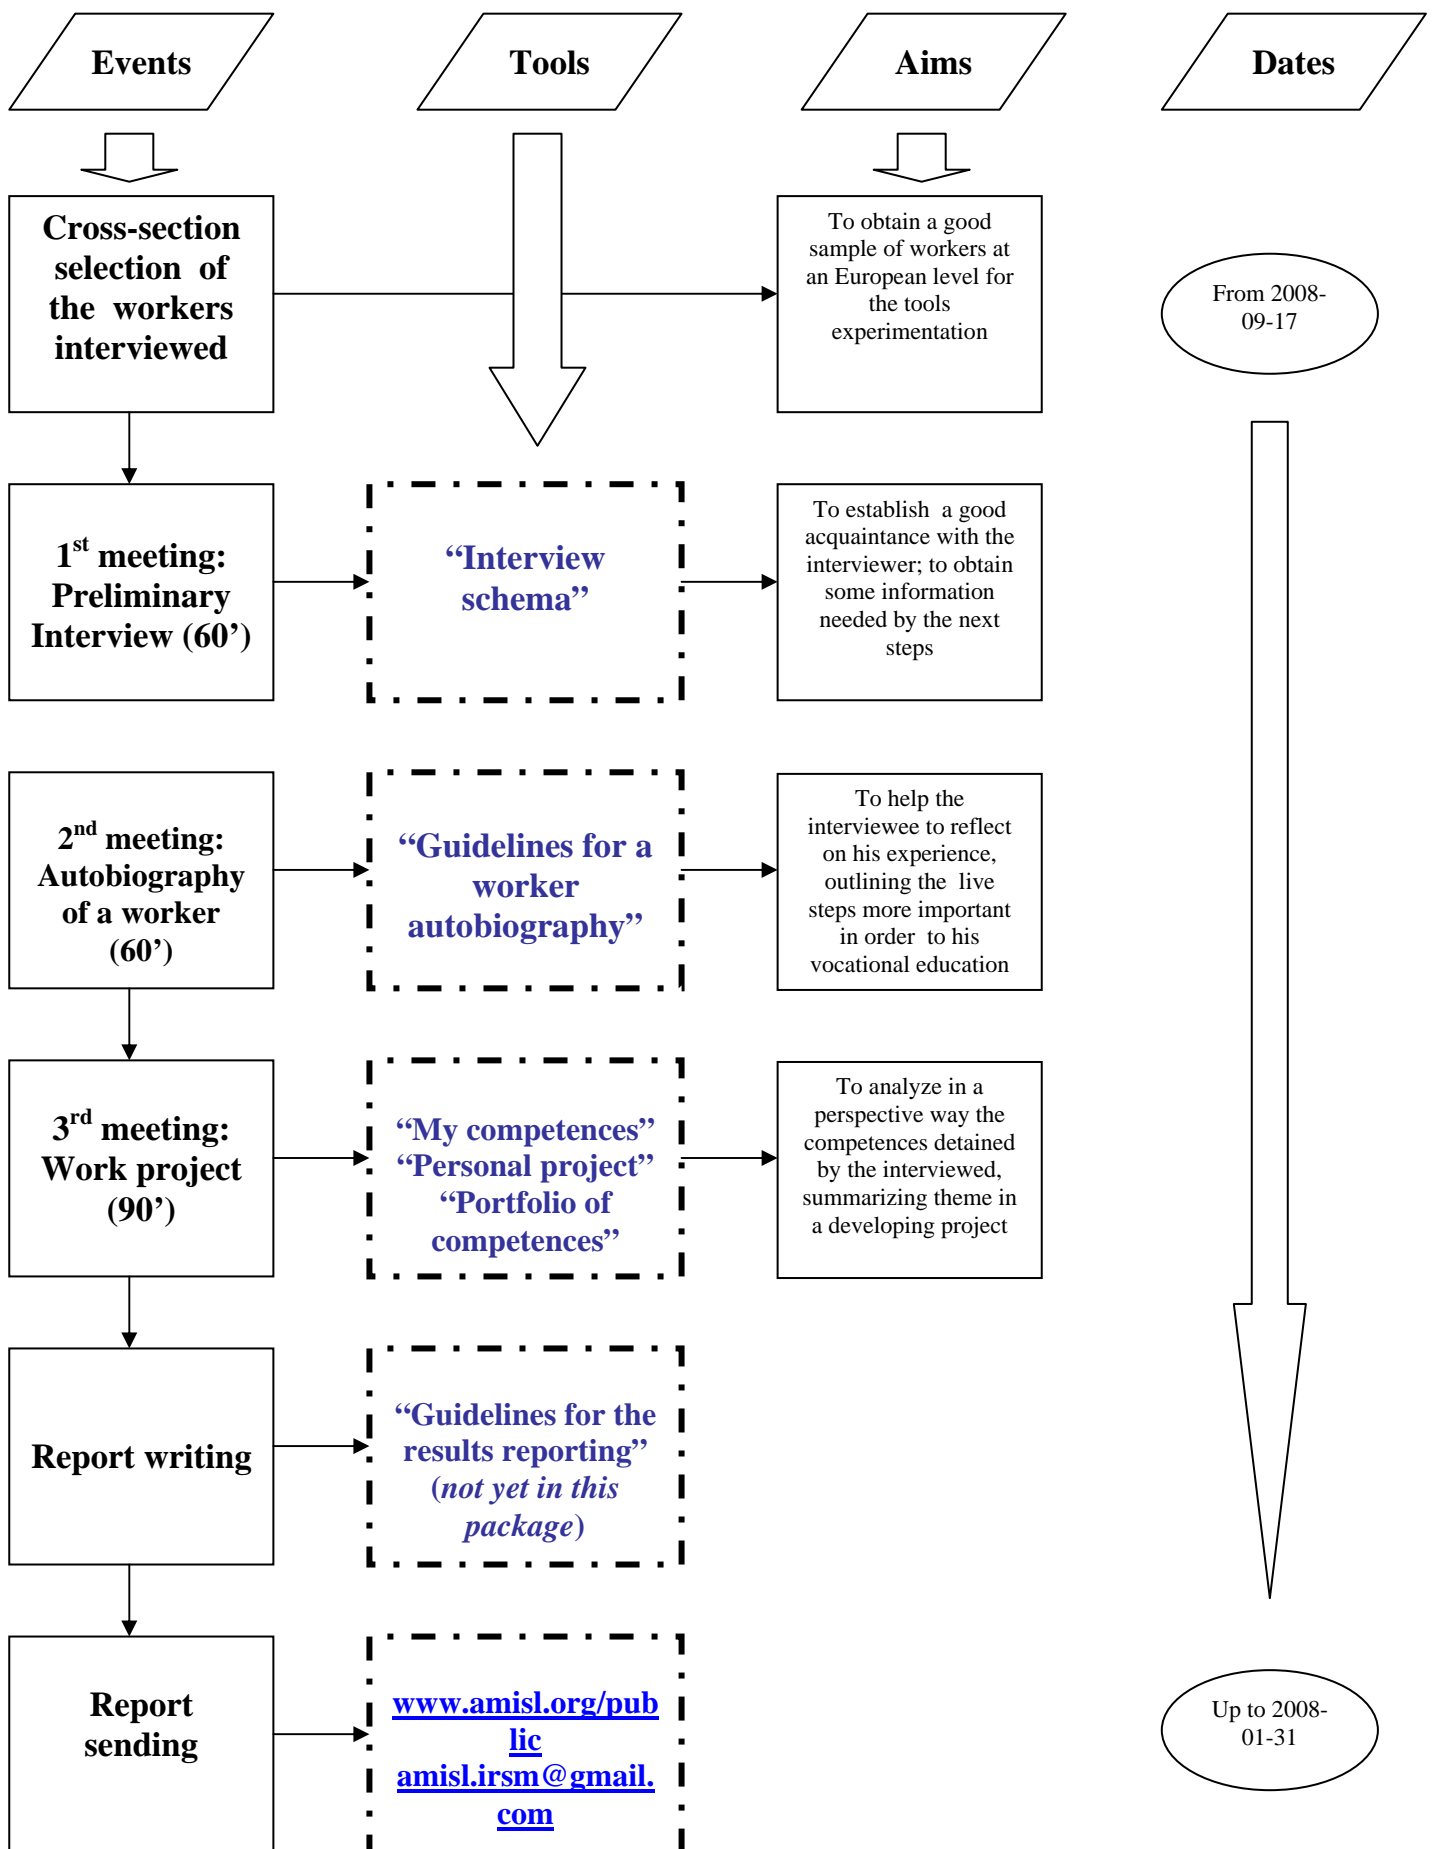 Events
Tools
Aims
Dates
Cross-section
selection of
the workers
interviewed
To obtain a good
sample of workers at
an European level for
the tools
experimentation
From 2008-
09-17
1st meeting:
Preliminary
Interview (60’)
“Interview
schema”
To establish a good
acquaintance with the
interviewer; to obtain
some information
needed by the next
steps
2nd meeting:
Autobiography
of a worker
(60’)
“Guidelines for a
worker
autobiography”
To help the
interviewee to reflect
on his experience,
outlining the live
steps more important
in order to his
vocational education
3rd meeting:
Work project
(90’)
“My competences”
“Personal project”
“Portfolio of
competences”
To analyze in a
perspective way the
competences detained
by the interviewed,
summarizing theme in
a developing project
Report writing
“Guidelines for the
results reporting”
(not yet in this
package)
Report
sending
www.amisl.org/pub
lic
amisl.irsm@gmail.
com
Up to 2008-
01-31